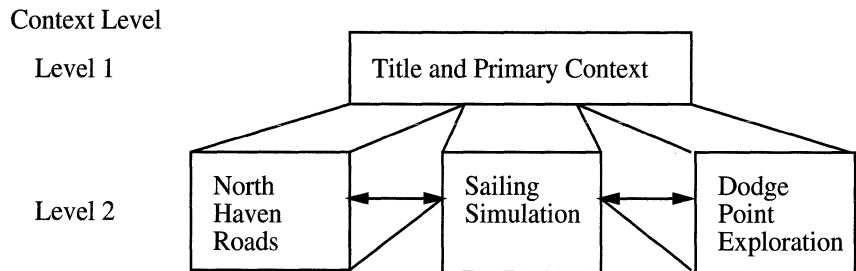 Context Level
Level 1
Title and Primary Context
Level 2
North
Haven
Roads
Sailing
Simulation
Dodge
Point
Exploration